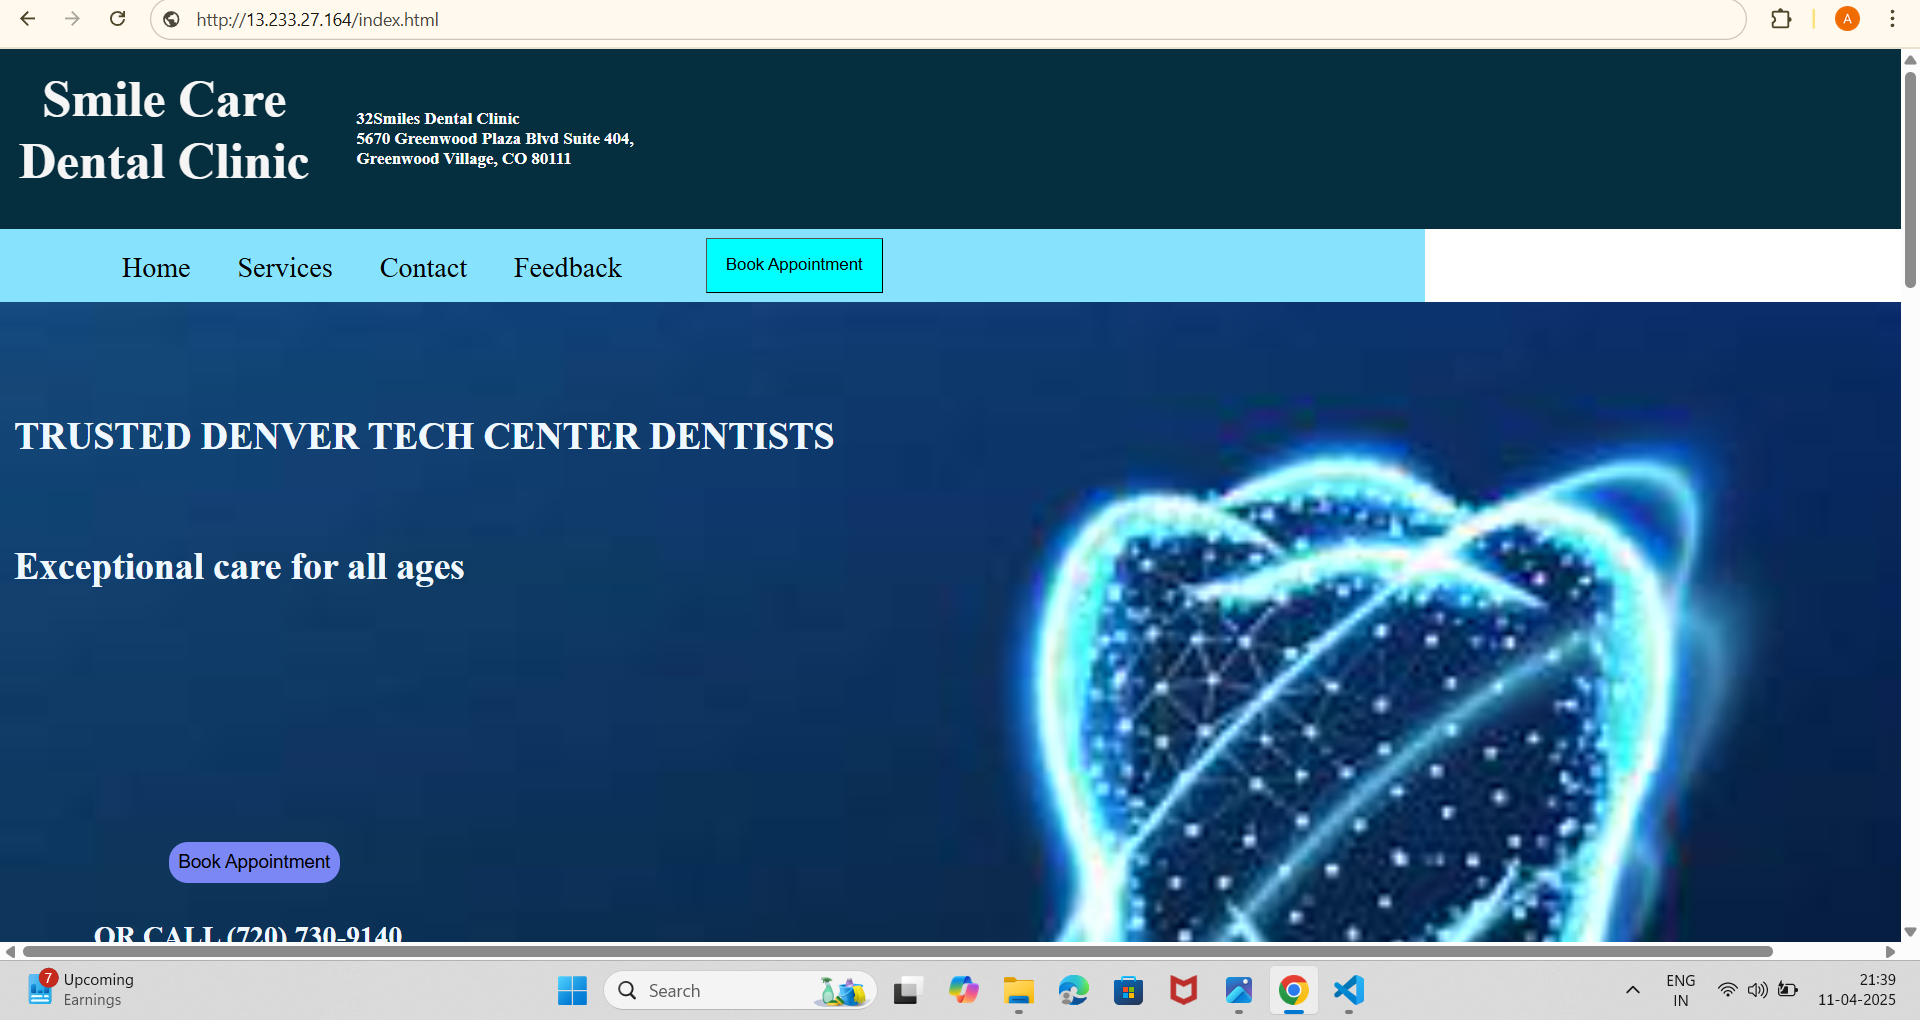 http://13.233.27.164/index.html
A
Smile Care
Dental Clinic
32Smiles Dental Clinic
5670 Greenwood Plaza Blvd Suite 404,
Greenwood Village, CO 80111
Home Services Contact Feedback Book Appointment
TRUSTED DENVER TECH CENTER DENTISTS
Exceptional care for all ages
Book Appointment
OR CALL (720) 730-9140
7
Upcoming
Earnings
Search
ENG
IN
21:39
11-04-2025